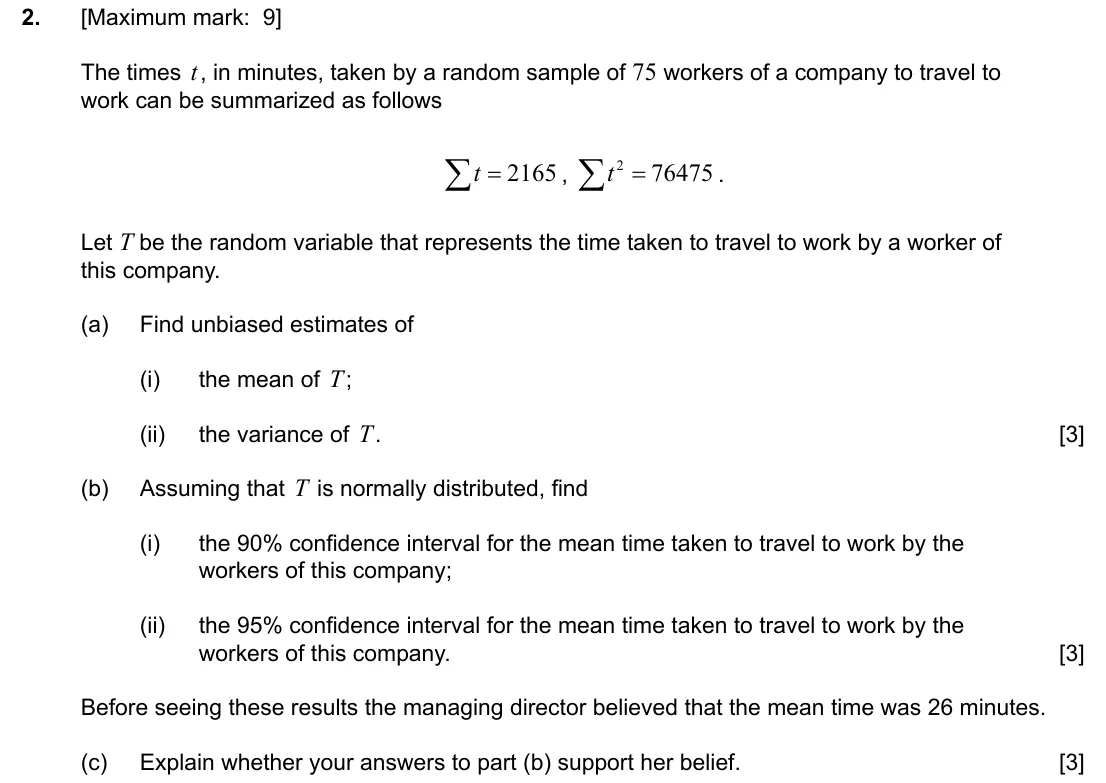 2. [Maximum mark: 9]
The times t, in minutes, taken by a random sample of 75 workers of a company to travel to
work can be summarized as follows
∑t = 2165, ∑t² = 76475.
Let T be the random variable that represents the time taken to travel to work by a worker of
this company.
(a) Find unbiased estimates of
(i) the mean of T;
(ii) the variance of T. [3]
(b) Assuming that T is normally distributed, find
(i) the 90% confidence interval for the mean time taken to travel to work by the
workers of this company;
(ii) the 95% confidence interval for the mean time taken to travel to work by the
workers of this company. [3]
Before seeing these results the managing director believed that the mean time was 26 minutes.
(c) Explain whether your answers to part (b) support her belief. [3]